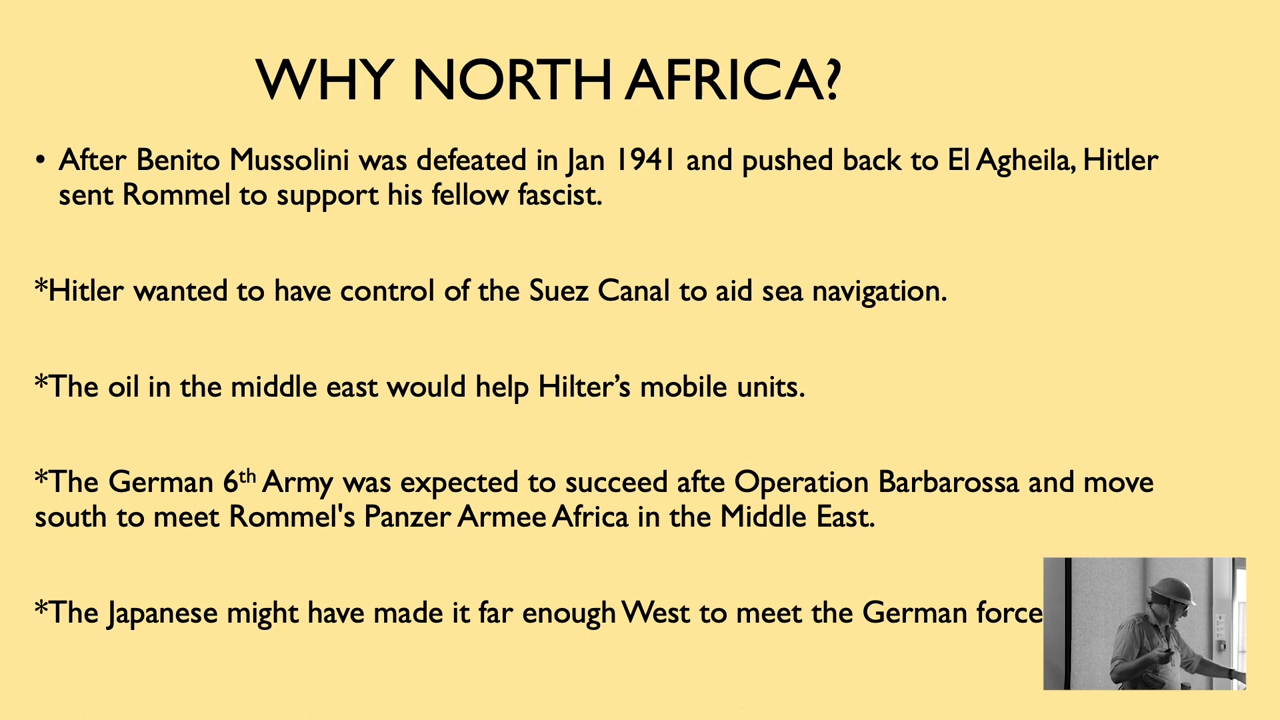 WHY NORTH AFRICA?
• After Benito Mussolini was defeated in Jan 1941 and pushed back to El Agheila, Hitler
sent Rommel to support his fellow fascist.
*Hitler wanted to have control of the Suez Canal to aid sea navigation.
*The oil in the middle east would help Hilter’s mobile units.
*The German 6th Army was expected to succeed afte Operation Barbarossa and move
south to meet Rommel's Panzer Armee Africa in the Middle East.
*The Japanese might have made it far enough West to meet the German force